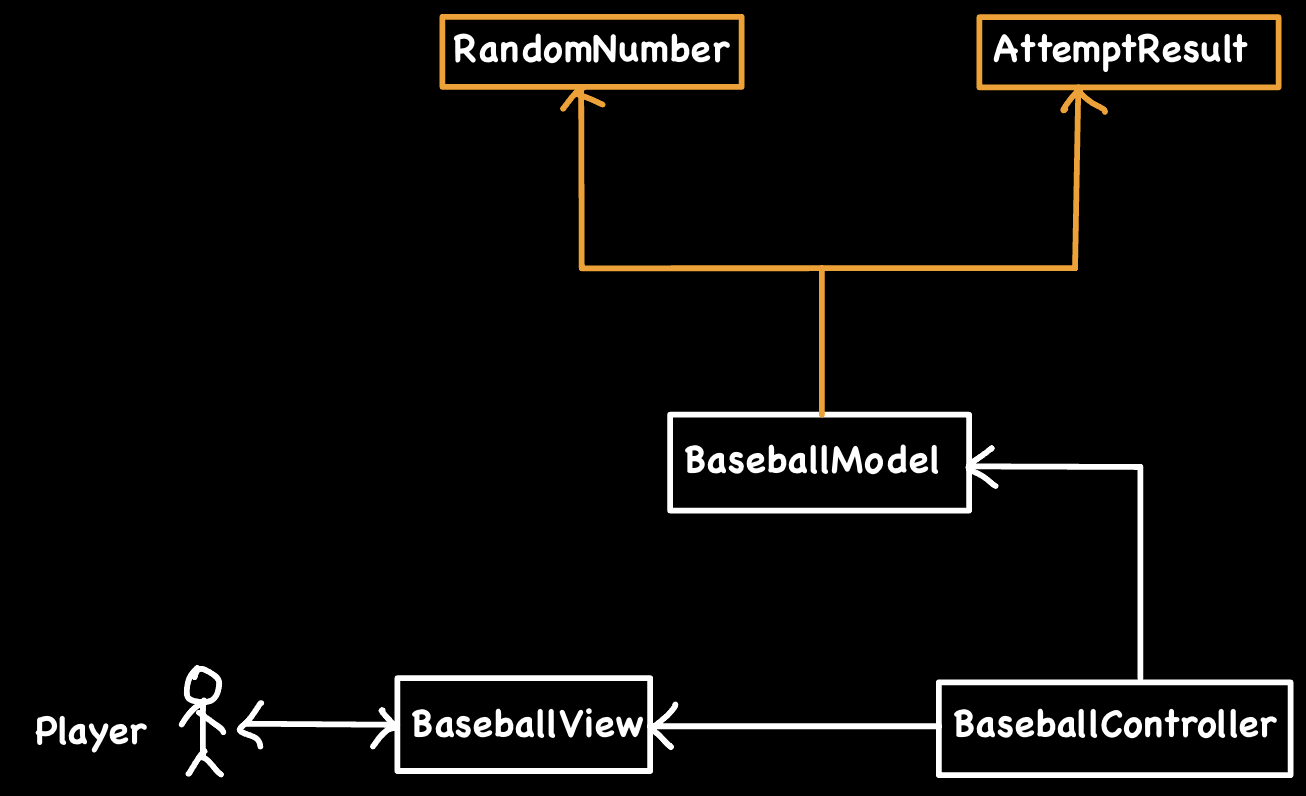 RandomNumber
AttemptResult
BaseballModel
Player
BaseballView
BaseballController